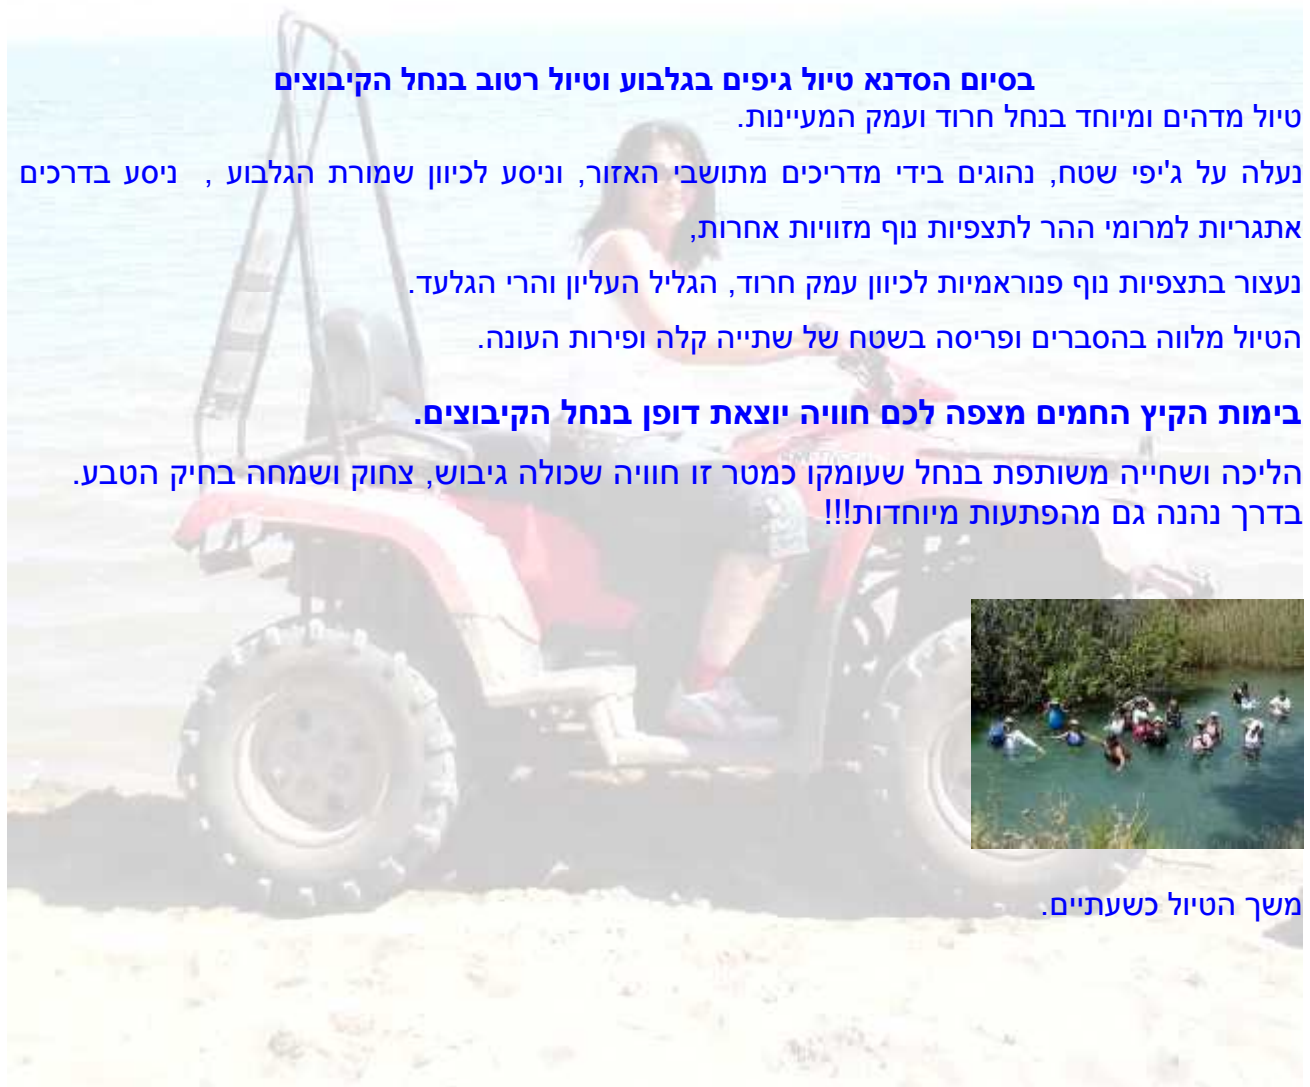 בסיום הסדנא טיול גיפים בגלבוע וטיול רטוב בנחל הקיבוצים
טיול מדהים ומיוחד בנחל חרוד ועמק המעיינות.
נעלה על ג'יפי שטח, נהוגים בידי מדריכים מתושבי האזור, וניסע לכיוון שמורת הגלבוע , ניסע בדרכים
אתגריות למרומי ההר לתצפיות נוף מזוויות אחרות,
נעצור בתצפיות נוף פנוראמיות לכיוון עמק חרוד, הגליל העליון והרי הגלעד.
הטיול מלווה בהסברים ופריסה בשטח של שתייה קלה ופירות העונה.
בימות הקיץ החמים מצפה לכם חוויה יוצאת דופן בנחל הקיבוצים.
הליכה ושחייה משותפת בנחל שעומקו כמטר זו חוויה שכולה גיבוש, צחוק ושמחה בחיק הטבע.
בדרך נהנה גם מהפתעות מיוחדות!!!
משך הטיול כשעתיים.